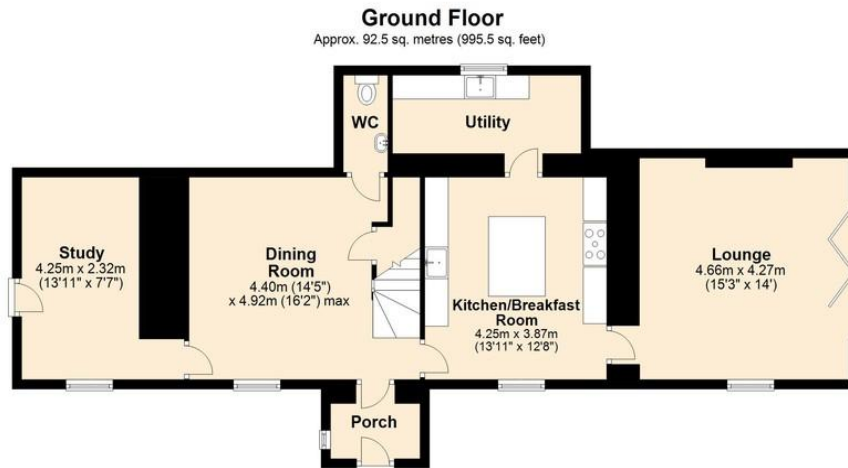 Ground Floor
Approx. 92.5 sq. metres (995.5 sq. feet)
WC
Utility
Study
4.25m x 2.32m
(13'11" x 7'7")
Dining
Room
4.40m (14'5")
x 4.92m (16'2") max
Kitchen/Breakfast
Room
4.25m x 3.87m
(13'11" x 12'8")
Lounge
4.66m x 4.27m
(15'3" x 14')
Porch